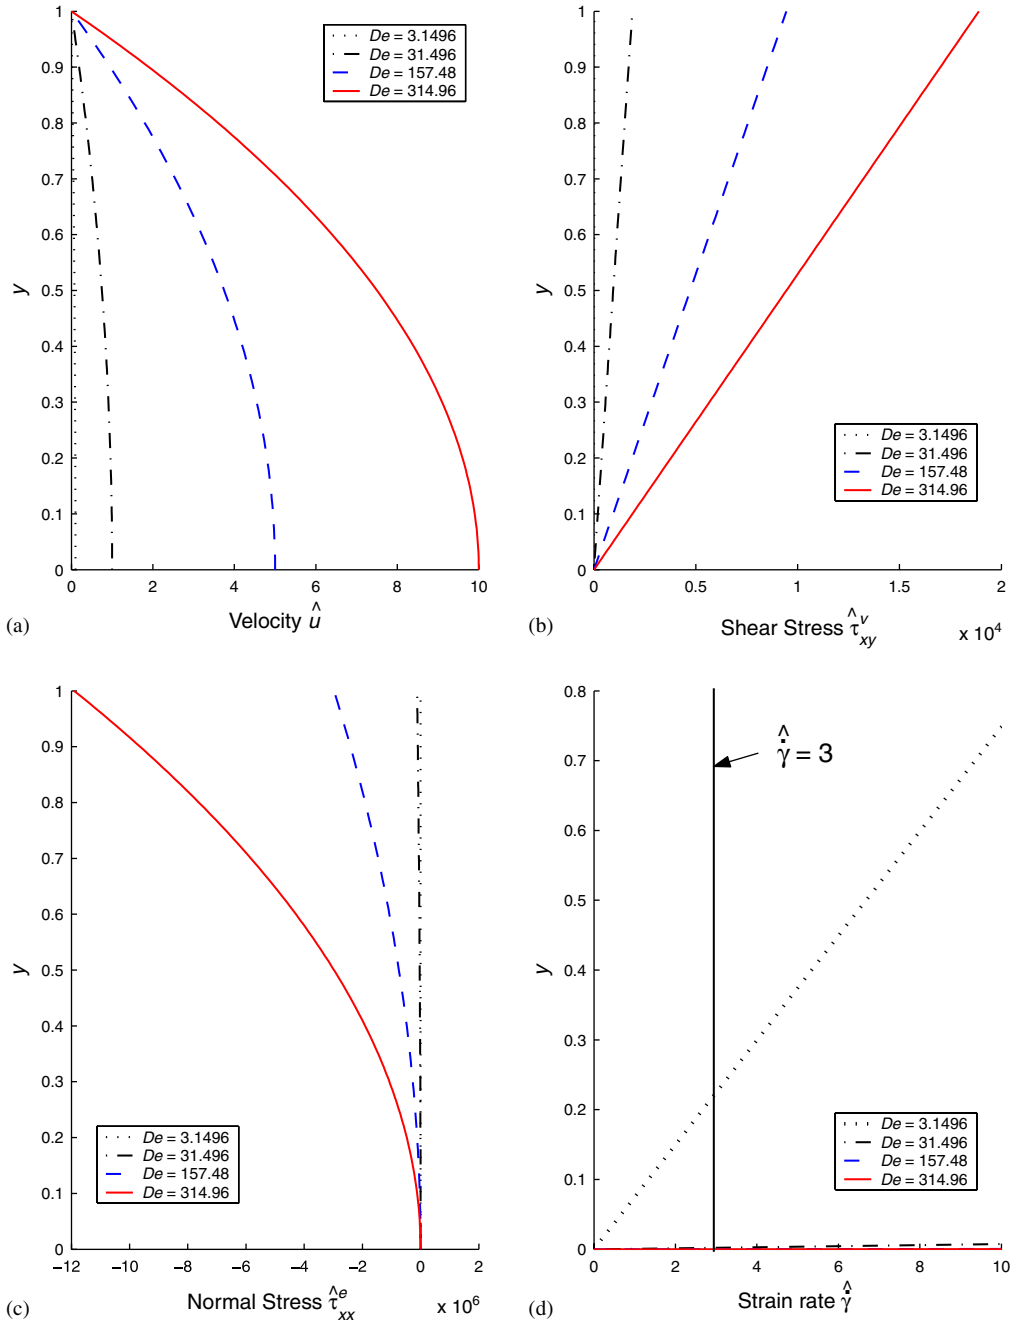 1
0.9
0.8
0.7
0.6
0.5
0.4
0.3
0.2
0.1
0
y
0 2 4 6 8 10
(a) Velocity û
De = 3.1496
De = 31.496
De = 157.48
De = 314.96
1
0.9
0.8
0.7
0.6
0.5
0.4
0.3
0.2
0.1
0
y
0 0.5 1 1.5 2
x 10⁴
(b) Shear Stress τ̂ᵛxy
De = 3.1496
De = 31.496
De = 157.48
De = 314.96
1
0.9
0.8
0.7
0.6
0.5
0.4
0.3
0.2
0.1
0
y
−12 −10 −8 −6 −4 −2 0 2
x 10⁶
(c) Normal Stress τ̂ᵉxx
De = 3.1496
De = 31.496
De = 157.48
De = 314.96
0.8
0.7
0.6
0.5
0.4
0.3
0.2
0.1
0
y
0 2 4 6 8 10
(d) Strain rate γ̇̂
γ̇̂ = 3
De = 3.1496
De = 31.496
De = 157.48
De = 314.96